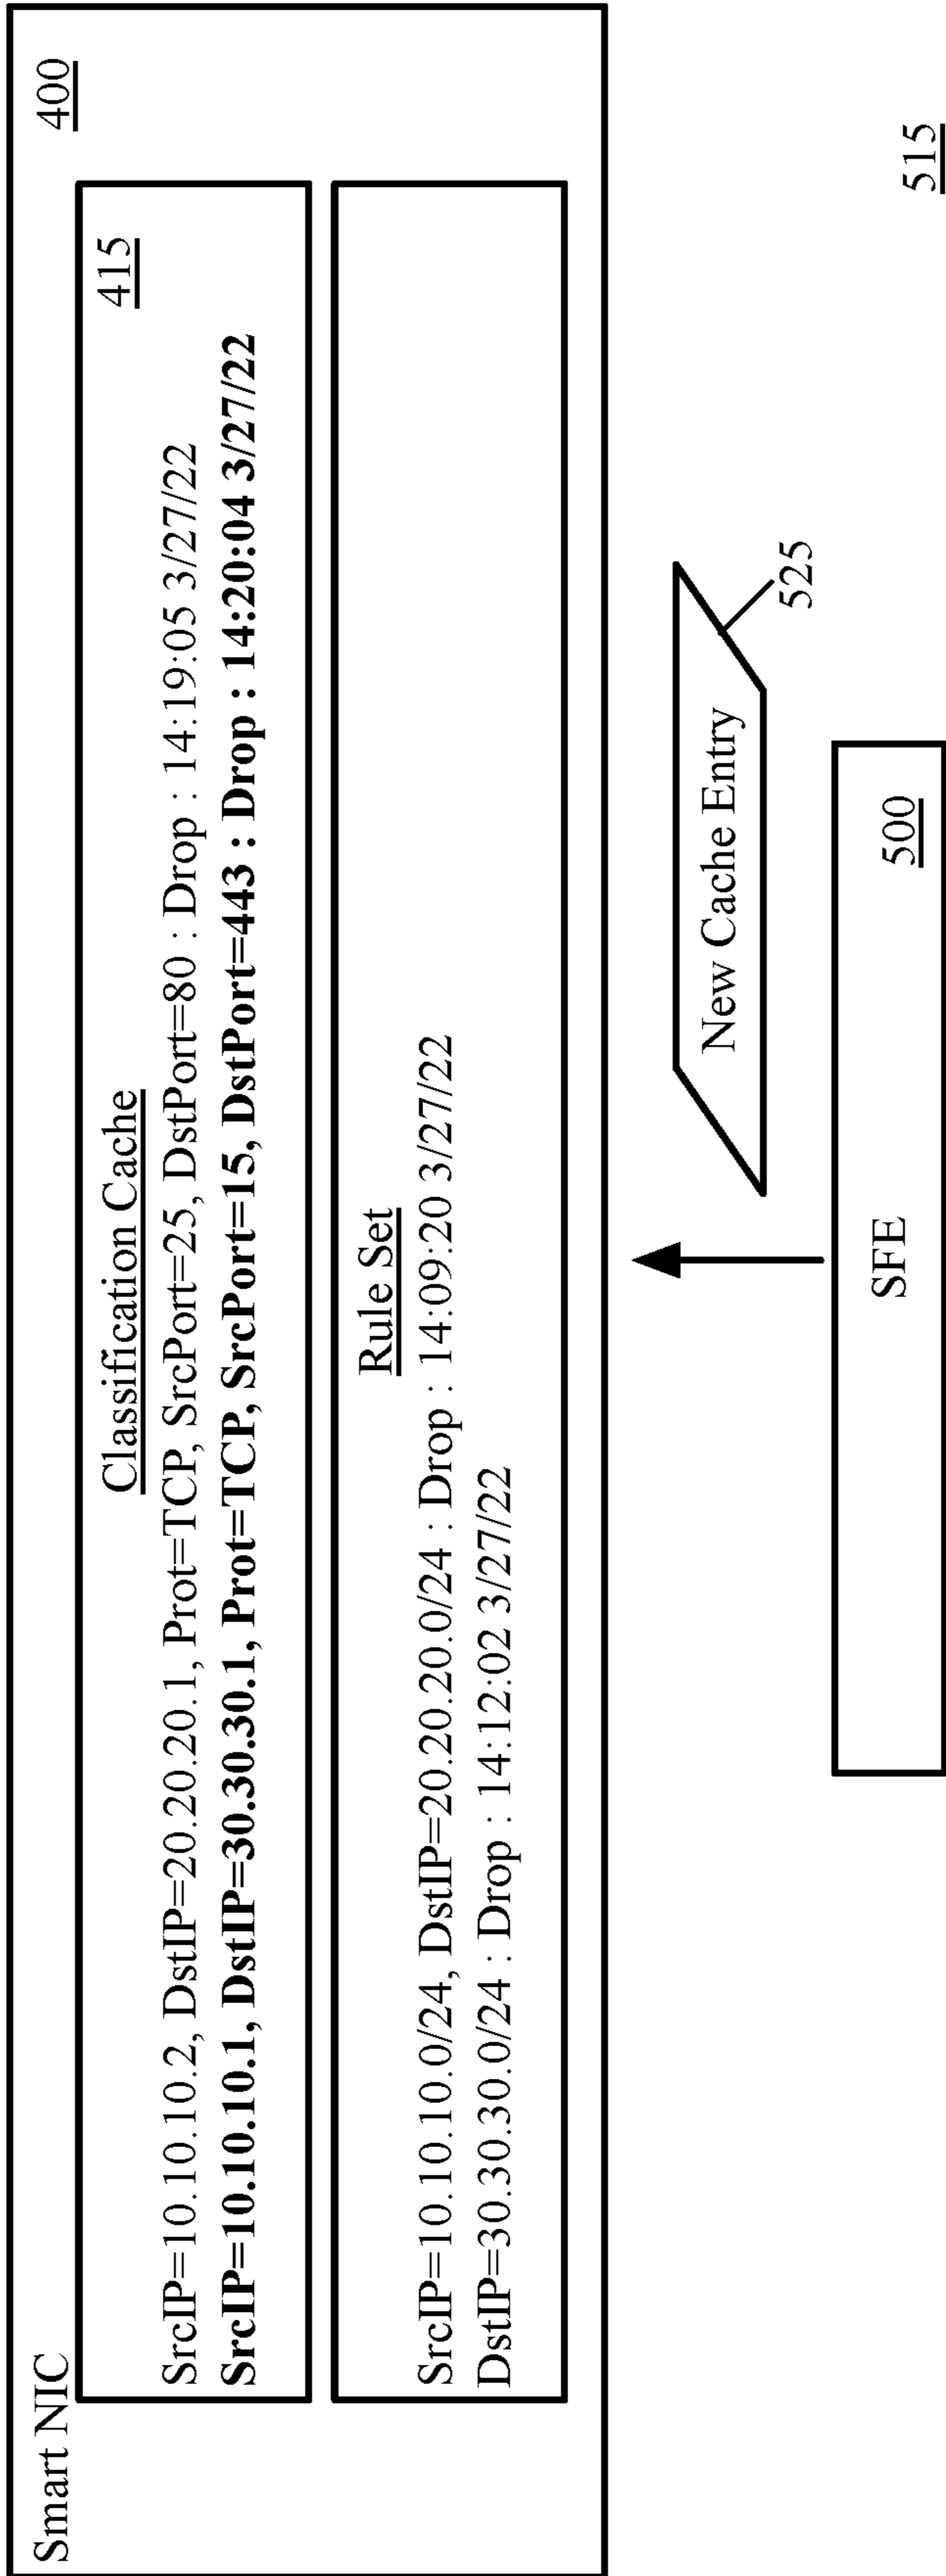 Smart NIC
400
Classification Cache
415
SrcIP=10.10.10.2, DstIP=20.20.20.1, Prot=TCP, SrcPort=25, DstPort=80 : Drop : 14:19:05 3/27/22
SrcIP=10.10.10.1, DstIP=30.30.30.1, Prot=TCP, SrcPort=15, DstPort=443 : Drop : 14:20:04 3/27/22
Rule Set
SrcIP=10.10.10.0/24, DstIP=20.20.20.0/24 : Drop : 14:09:20 3/27/22
DstIP=30.30.30.0/24 : Drop : 14:12:02 3/27/22
New Cache Entry
525
SFE
500
515